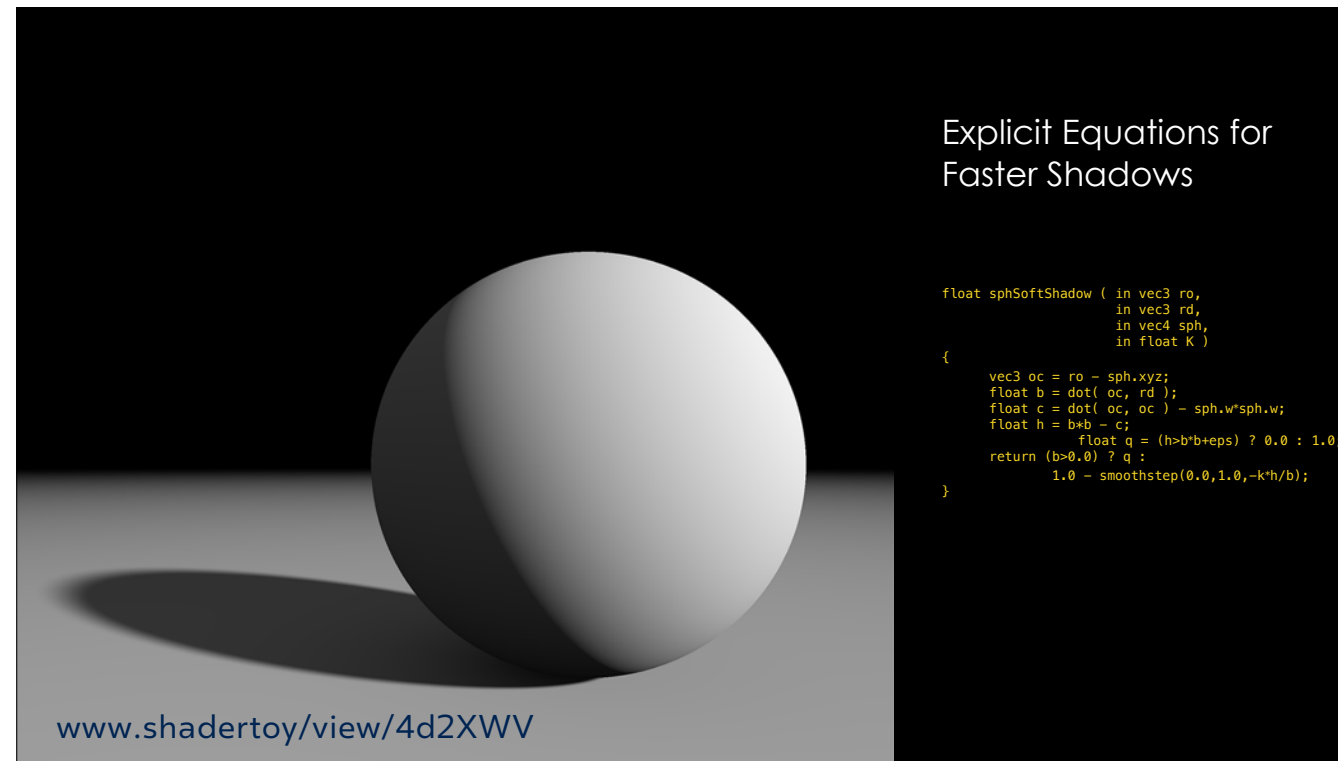 Explicit Equations for
Faster Shadows
float sphSoftShadow ( in vec3 ro,
in vec3 rd,
in vec4 sph,
in float K )
{
vec3 oc = ro – sph.xyz;
float b = dot( oc, rd );
float c = dot( oc, oc ) – sph.w*sph.w;
float h = b*b – c;
float q = (h>b*b+eps) ? 0.0 : 1.0
return (b>0.0) ? q :
1.0 – smoothstep(0.0,1.0,-k*h/b);
}
www.shadertoy/view/4d2XWV